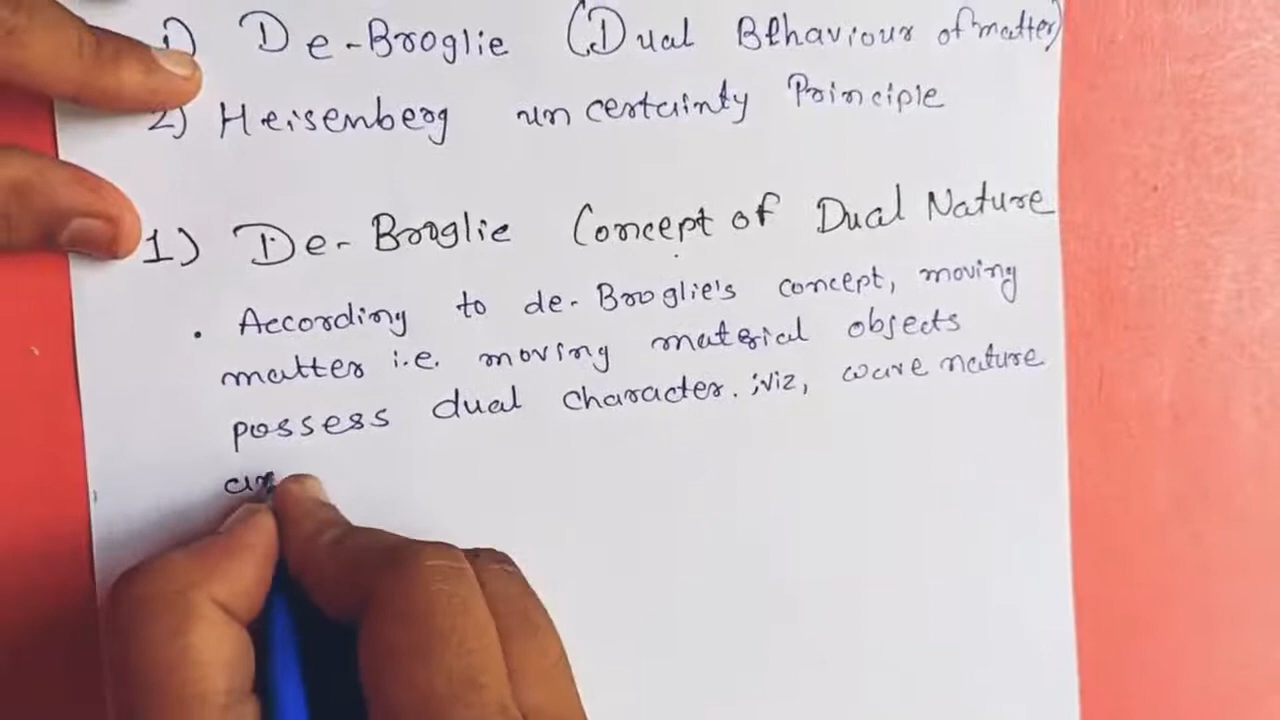 1) De-Broglie (Dual Behaviour of matter)
2) Heisenberg uncertainty Principle
1) De-Broglie Concept of Dual Nature
. According to de-Broglie's concept, moving
matter i.e. moving material objects
possess dual character. ;viz, wave nature